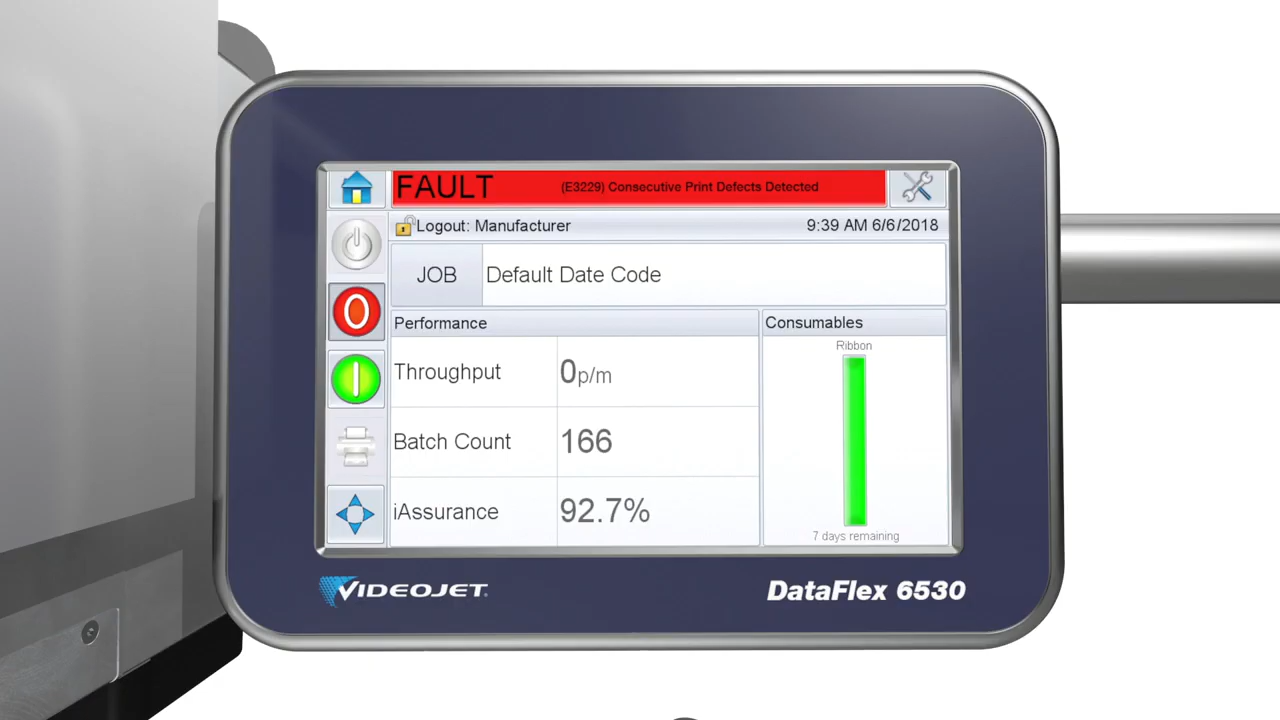 FAULT (E3229) Consecutive Print Defects Detected
Logout: Manufacturer 9:39 AM 6/6/2018
JOB Default Date Code
Performance
Throughput 0p/m
Batch Count 166
iAssurance 92.7%
Consumables
Ribbon
7 days remaining
VIDEOJET.
DataFlex 6530